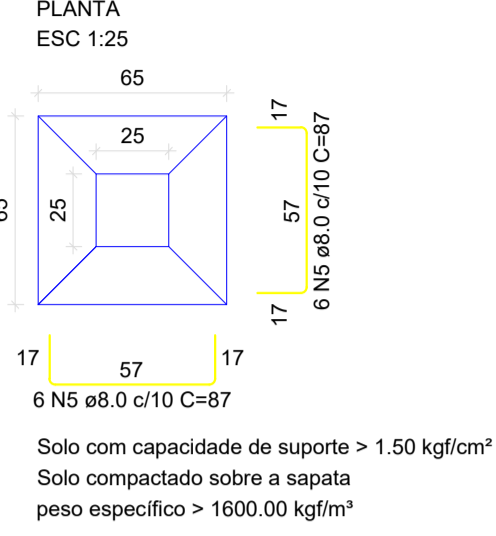 PLANTA
ESC 1:25
65
25
25
17
57
17
6 N5 ø8.0 c/10 C=87
17
57
17
6 N5 ø8.0 c/10 C=87
Solo com capacidade de suporte > 1.50 kgf/cm²
Solo compactado sobre a sapata
peso específico > 1600.00 kgf/m³